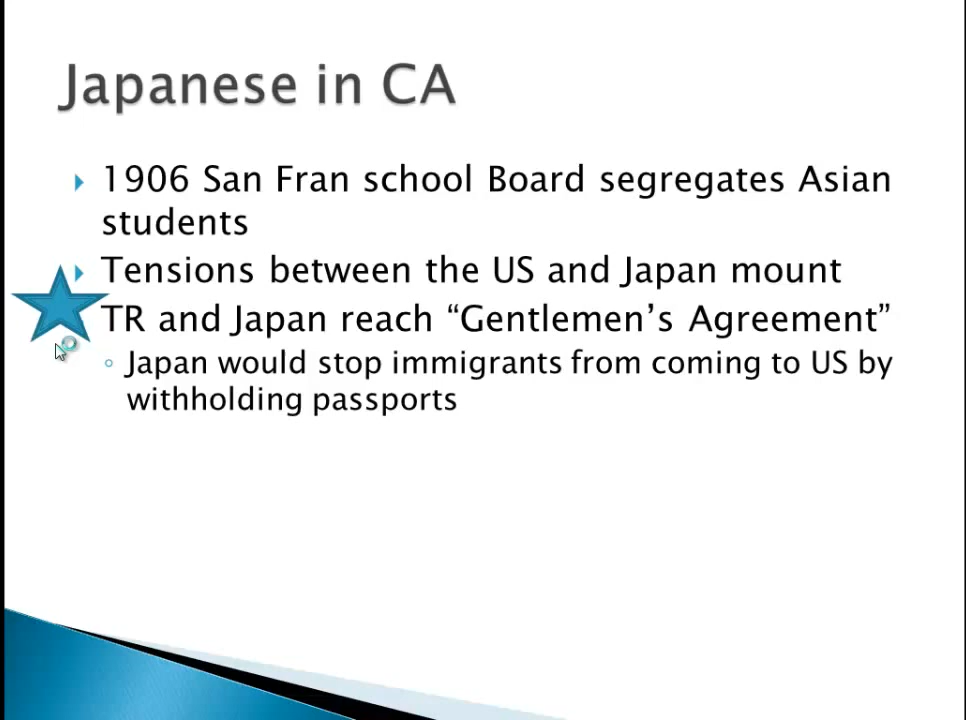 Japanese in CA
1906 San Fran school Board segregates Asian
students
Tensions between the US and Japan mount
TR and Japan reach “Gentlemen’s Agreement”
Japan would stop immigrants from coming to US by
withholding passports